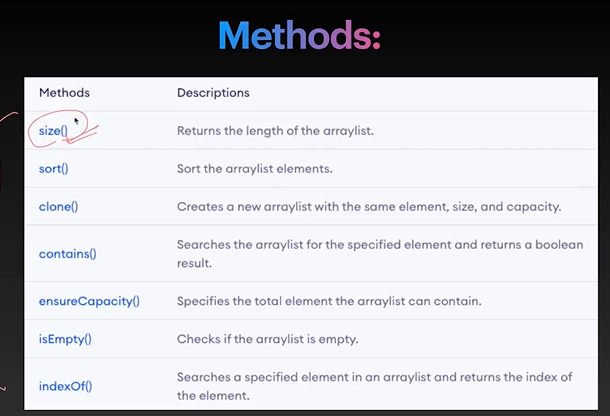 Methods:
Methods Descriptions
size() Returns the length of the arraylist.
sort() Sort the arraylist elements.
clone() Creates a new arraylist with the same element, size, and capacity.
contains() Searches the arraylist for the specified element and returns a boolean
result.
ensureCapacity() Specifies the total element the arraylist can contain.
isEmpty() Checks if the arraylist is empty.
indexOf() Searches a specified element in an arraylist and returns the index of
the element.